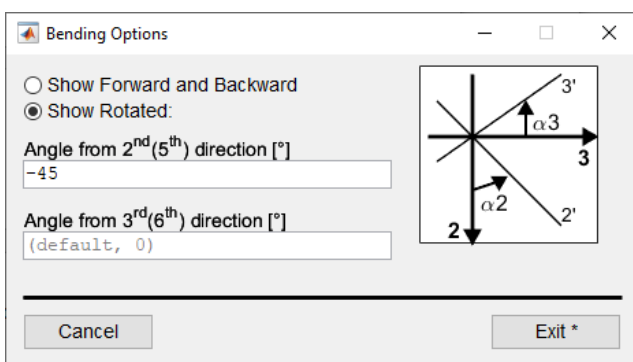 Bending Options
Show Forward and Backward
Show Rotated:
Angle from 2nd(5th) direction [°]
-45
Angle from 3rd(6th) direction [°]
(default, 0)
3'
α3
3
α2
2
2'
Cancel
Exit *